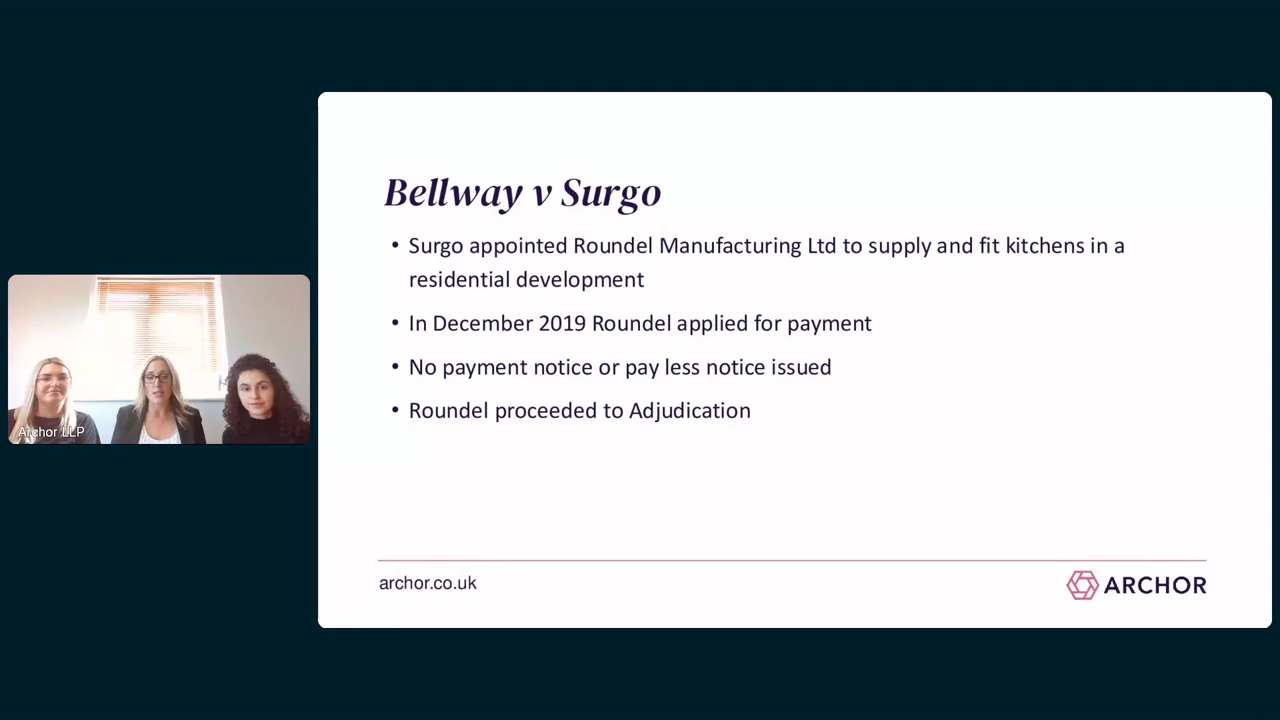 Bellway v Surgo
• Surgo appointed Roundel Manufacturing Ltd to supply and fit kitchens in a
residential development
• In December 2019 Roundel applied for payment
• No payment notice or pay less notice issued
• Roundel proceeded to Adjudication
Archor LLP
archor.co.uk
ARCHOR